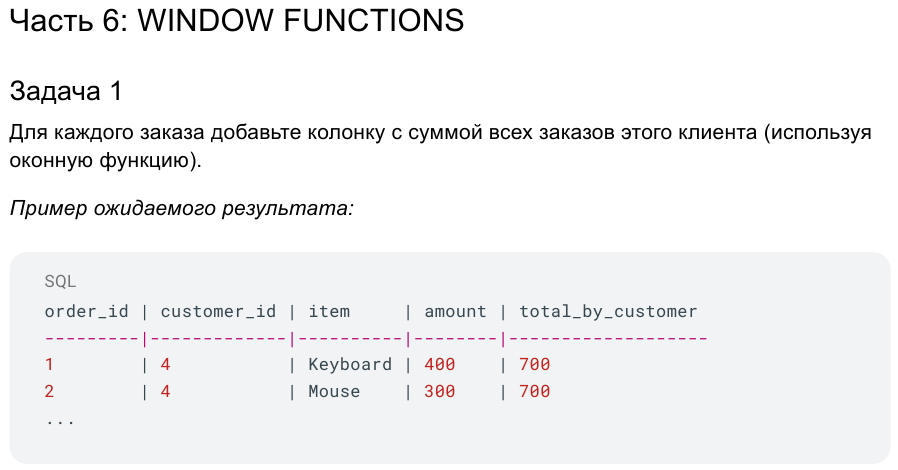 Часть 6: WINDOW FUNCTIONS
Задача 1
Для каждого заказа добавьте колонку с суммой всех заказов этого клиента (используя
оконную функцию).
Пример ожидаемого результата:
SQL
order_id | customer_id | item     | amount | total_by_customer
---------|-------------|----------|--------|-------------------
1        | 4           | Keyboard | 400    | 700
2        | 4           | Mouse    | 300    | 700
...